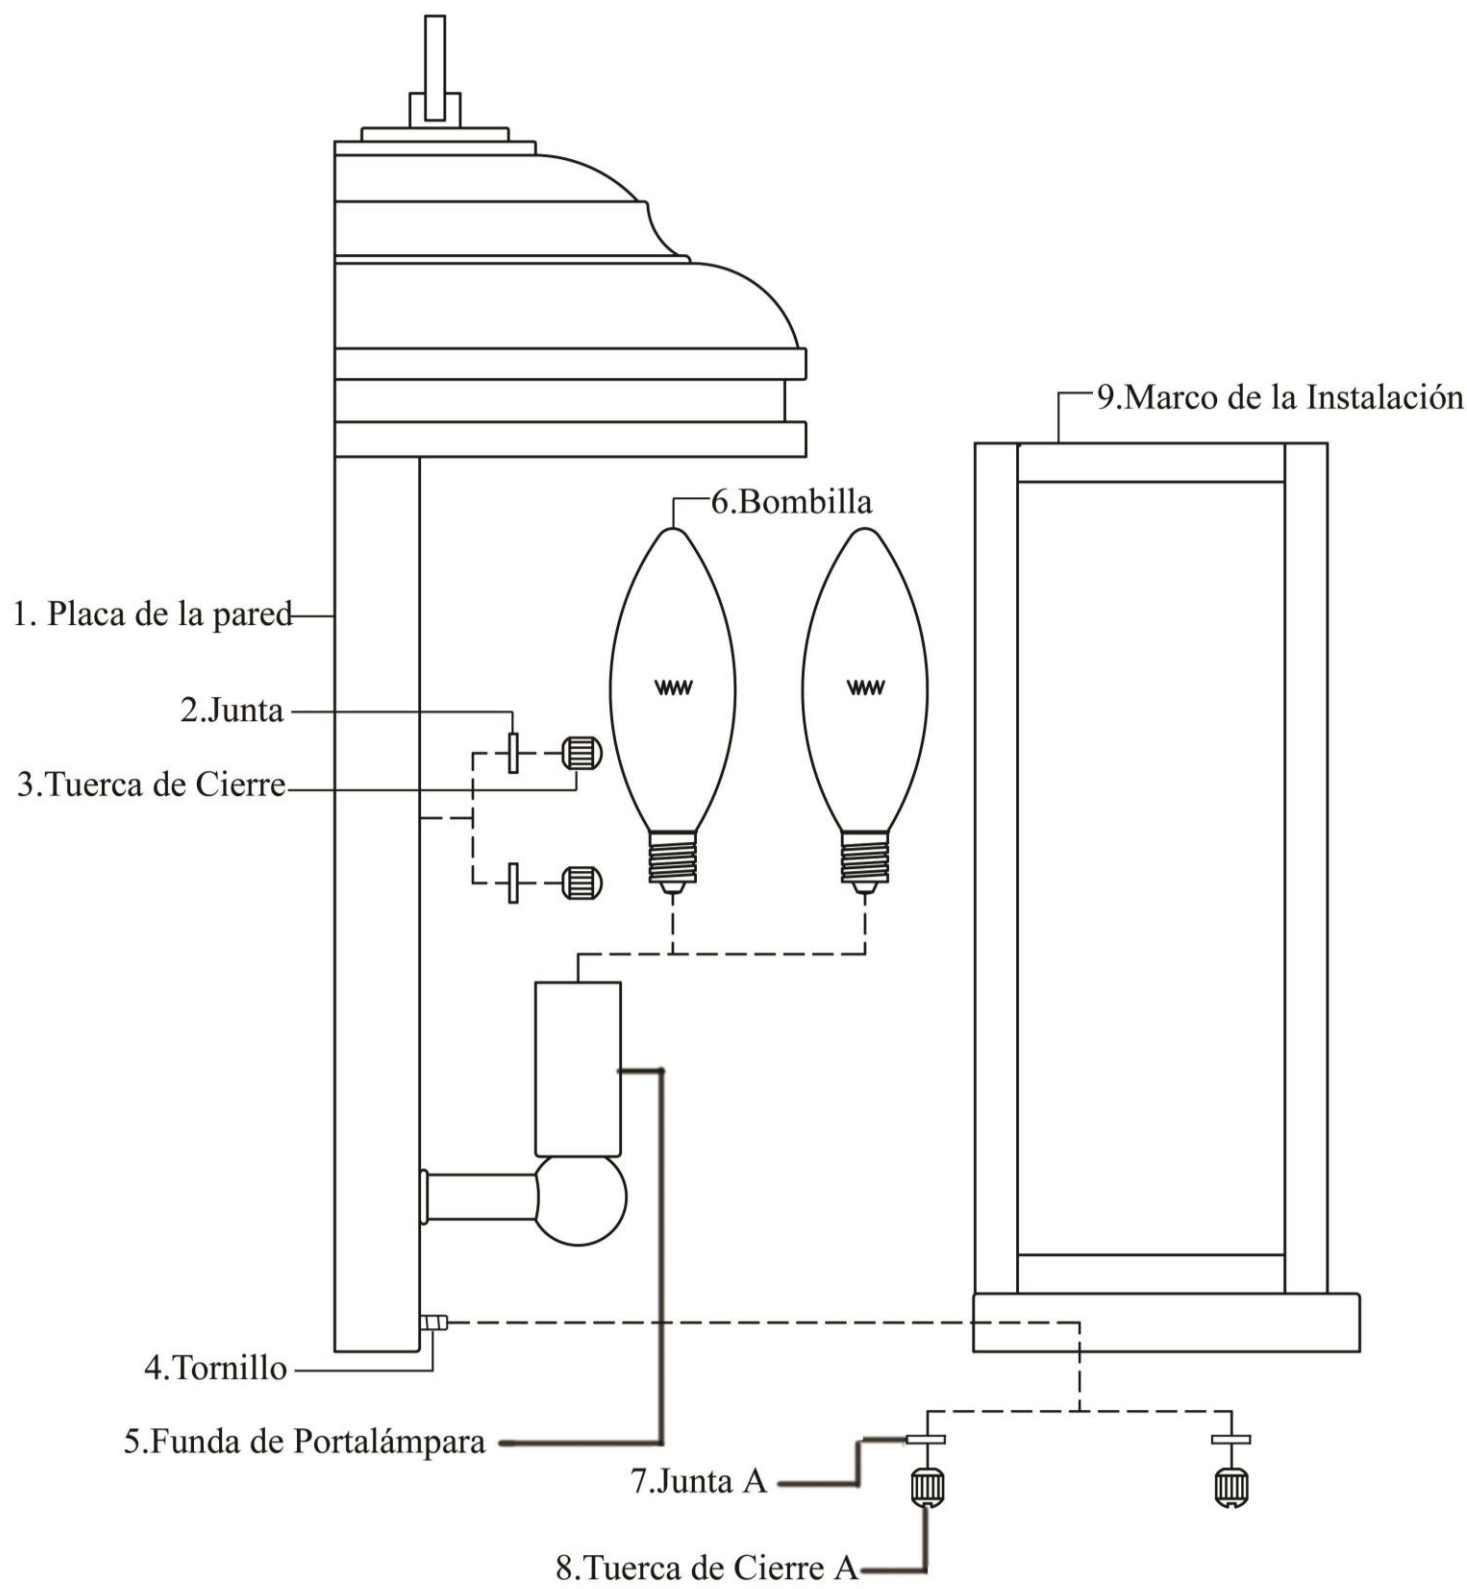 9.Marco de la Instalación
6.Bombilla
1. Placa de la pared
2.Junta
3.Tuerca de Cierre
4.Tornillo
5.Funda de Portalámpara
7.Junta A
8.Tuerca de Cierre A